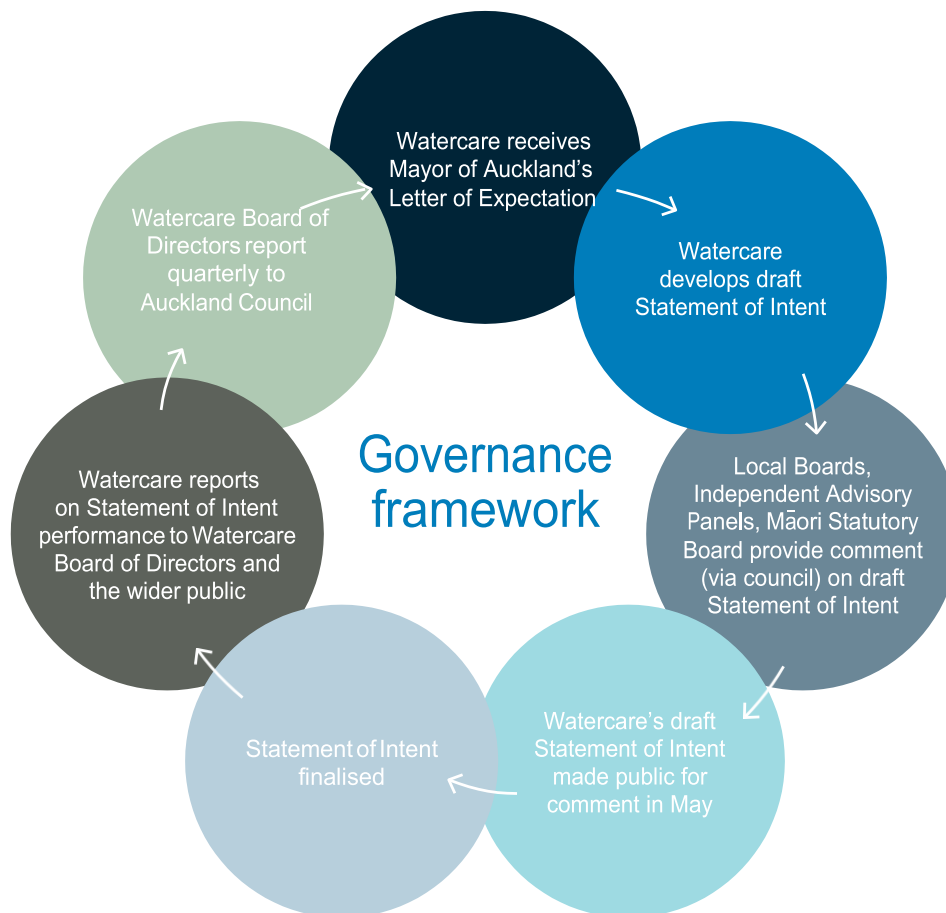 Watercare receives
Mayor of Auckland's
Letter of Expectation
Watercare
develops draft
Statement of Intent
Local Boards,
Independent Advisory
Panels, Māori Statutory
Board provide comment
(via council) on draft
Statement of Intent
Watercare's draft
Statement of Intent
made public for
comment in May
Statement of Intent
finalised
Watercare reports
on Statement of Intent
performance to Watercare
Board of Directors and
the wider public
Watercare Board of
Directors report
quarterly to
Auckland Council
Governance
framework